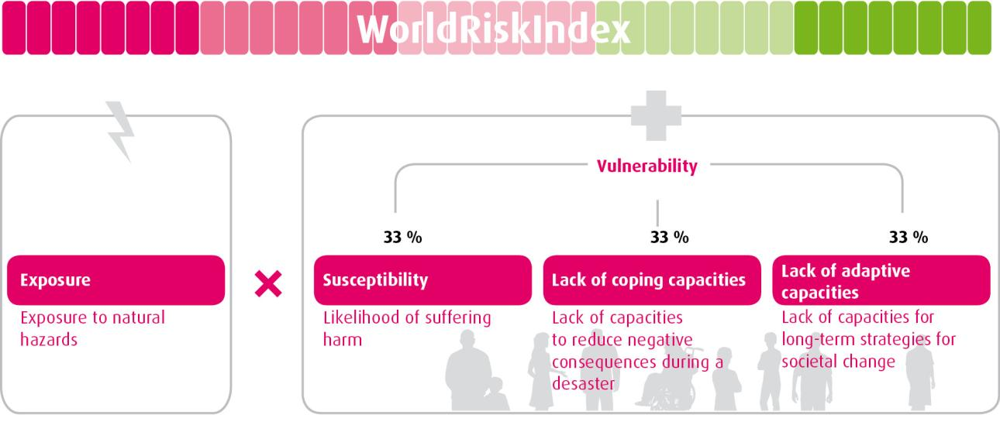 WorldRiskIndex
Vulnerability
33 %
33 %
33 %
Exposure
Exposure to natural
hazards
Susceptibility
Likelihood of suffering
harm
Lack of coping capacities
Lack of capacities
to reduce negative
consequences during a
desaster
Lack of adaptive
capacities
Lack of capacities for
long-term strategies for
societal change